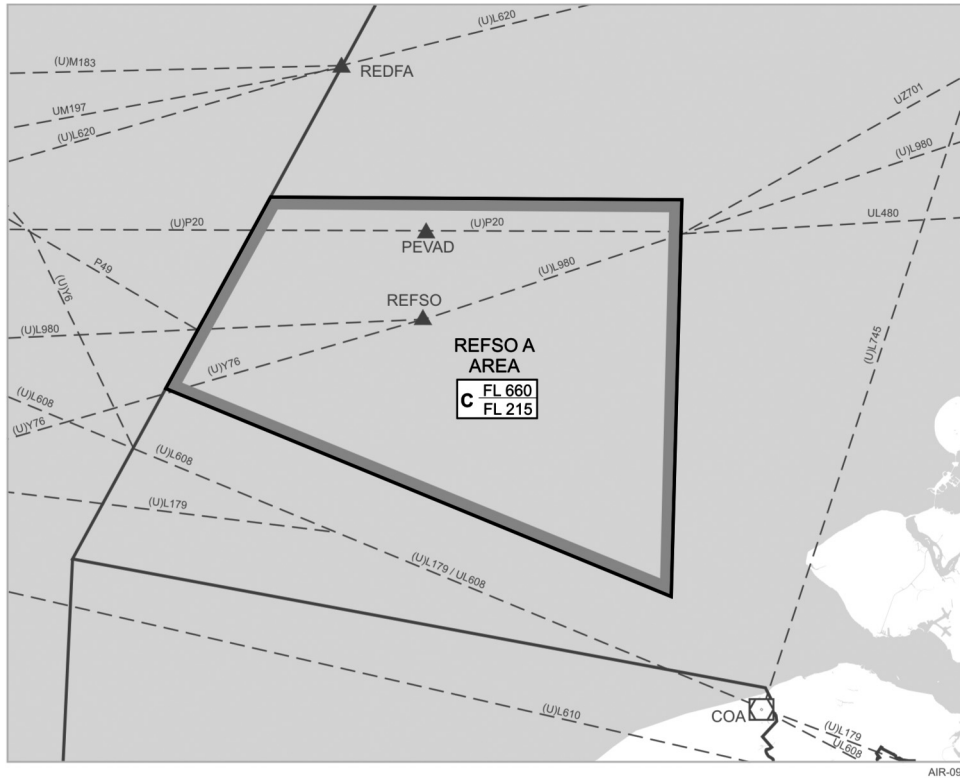 (U)L620
(U)M183
REDFA
UM197
(U)L620
UZ701
(U)L980
UL480
(U)P20
(U)P20
PEVAD
P49
(U)L980
(U)Y6
REFSO
(U)L980
(U)Y76
REFSO A
AREA
C FL 660
FL 215
(U)L745
(U)L608
(U)Y76
(U)L608
(U)L179
(U)L179 / UL608
(U)L610
COA
(U)L179
UL608
AIR-09